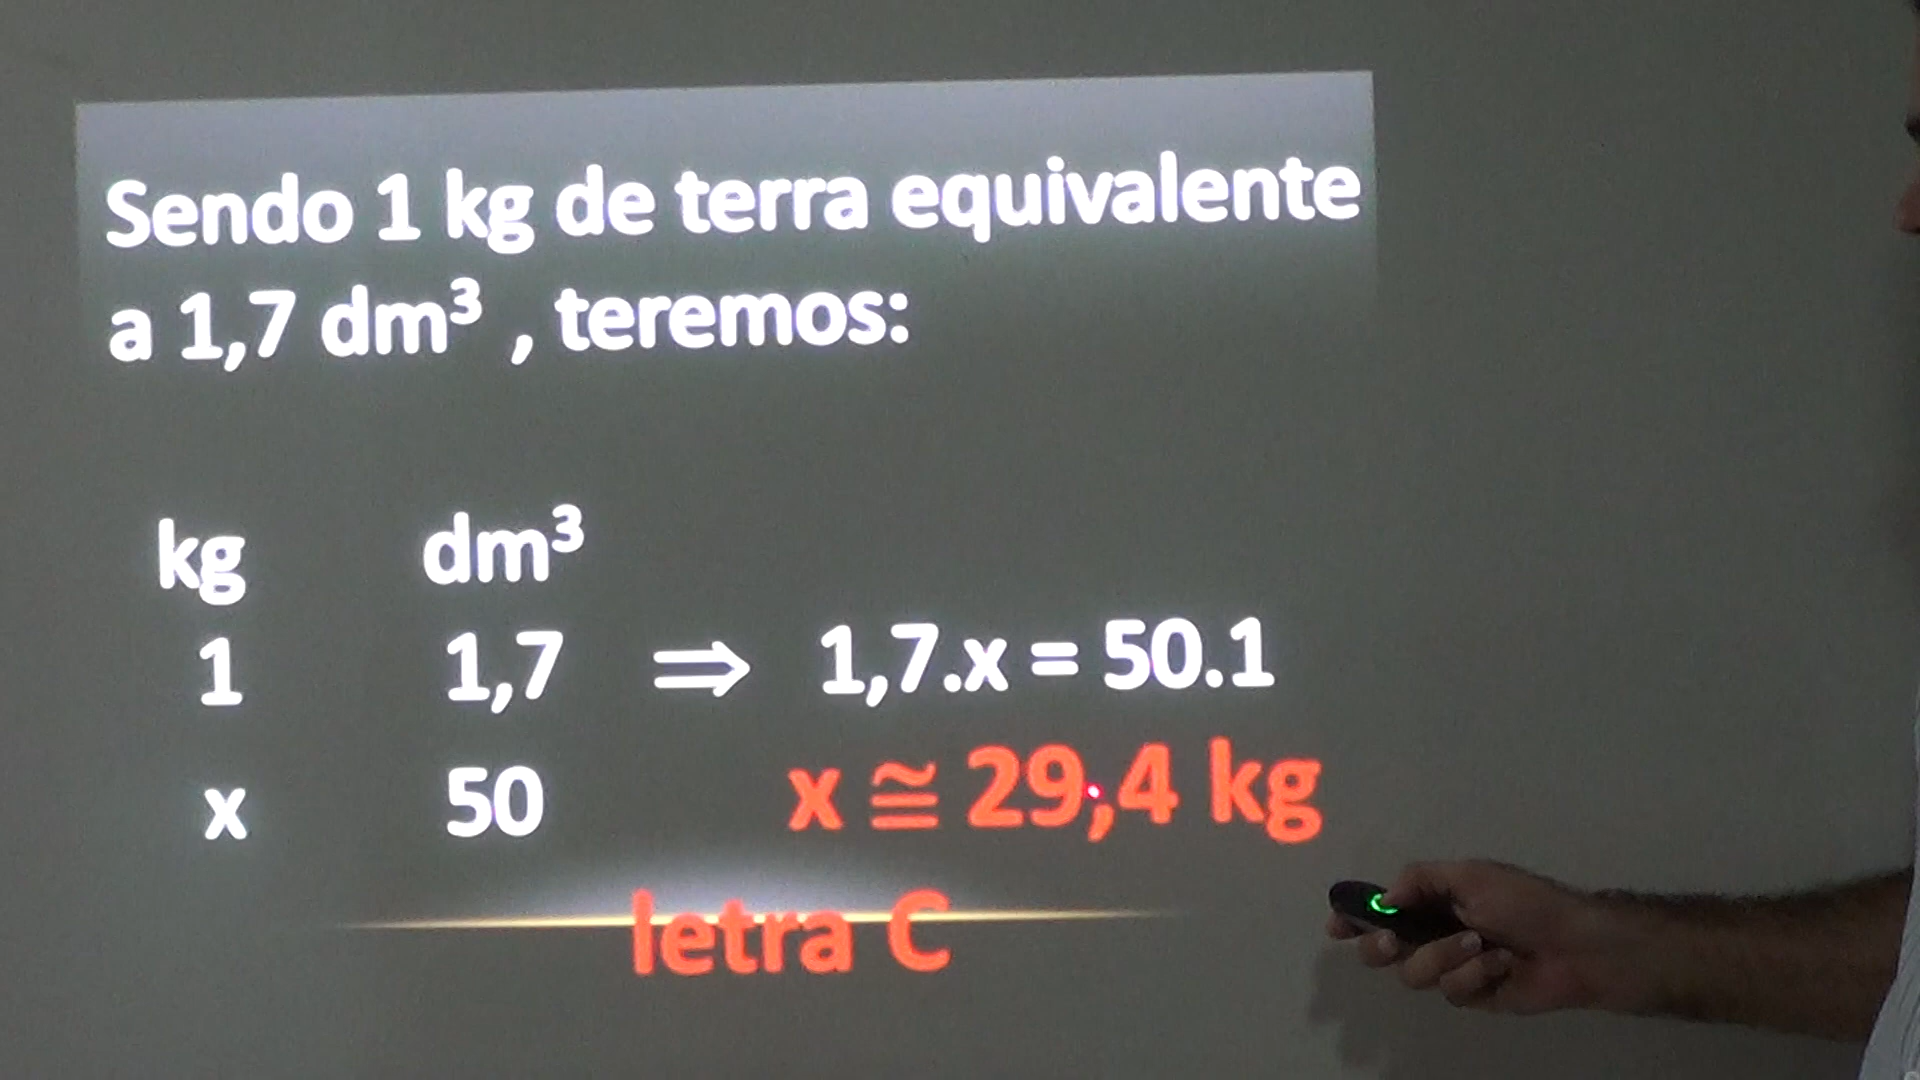 Sendo 1 kg de terra equivalente
a 1,7 dm³ , teremos:
kg dm³
1 1,7 ⇒ 1,7.x = 50.1
x 50 x ≅ 29,4 kg
letra C